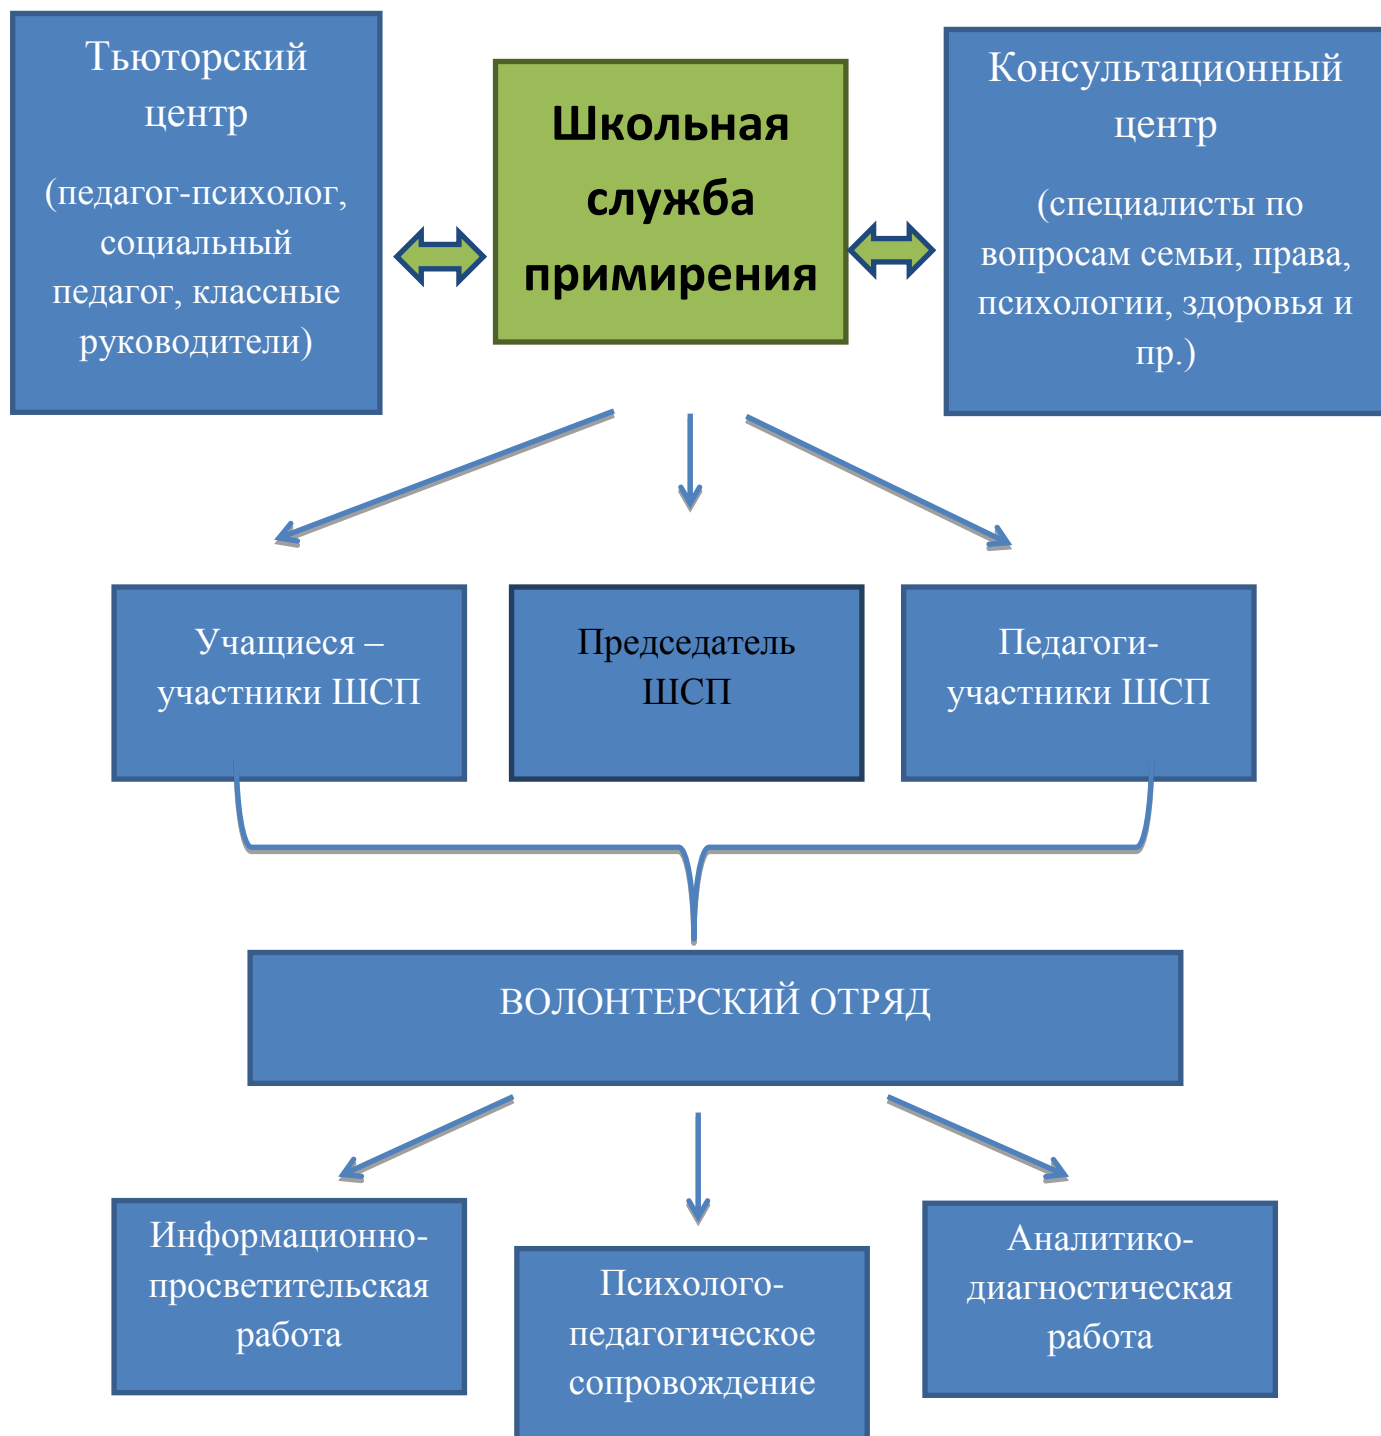 Тьюторский
центр
(педагог-психолог,
социальный
педагог, классные
руководители)
Школьная
служба
примирения
Консультационный
центр
(специалисты по
вопросам семьи, права,
психологии, здоровья и
пр.)
Учащиеся –
участники ШСП
Председатель
ШСП
Педагоги-
участники ШСП
ВОЛОНТЕРСКИЙ ОТРЯД
Информационно-
просветительская
работа
Психолого-
педагогическое
сопровождение
Аналитико-
диагностическая
работа